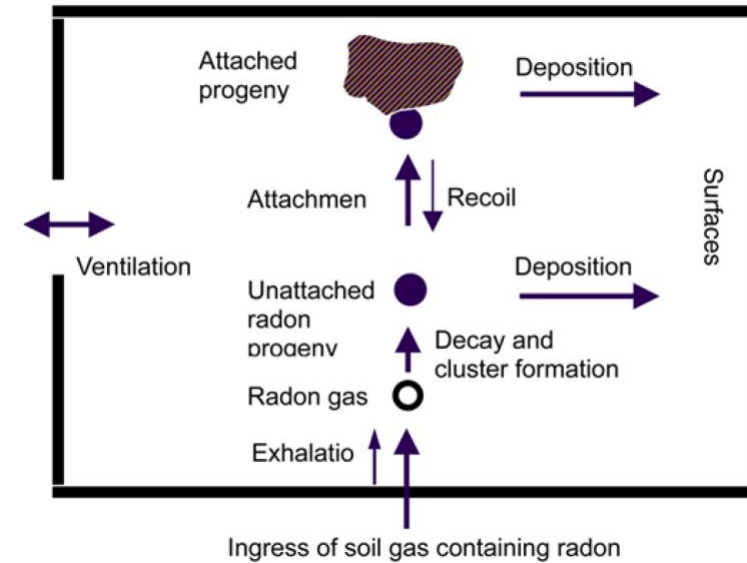 Attached
progeny
Deposition
Attachmen
Recoil
Surfaces
Ventilation
Deposition
Unattached
radon
progeny
Decay and
cluster formation
Radon gas
Exhalatio
Ingress of soil gas containing radon